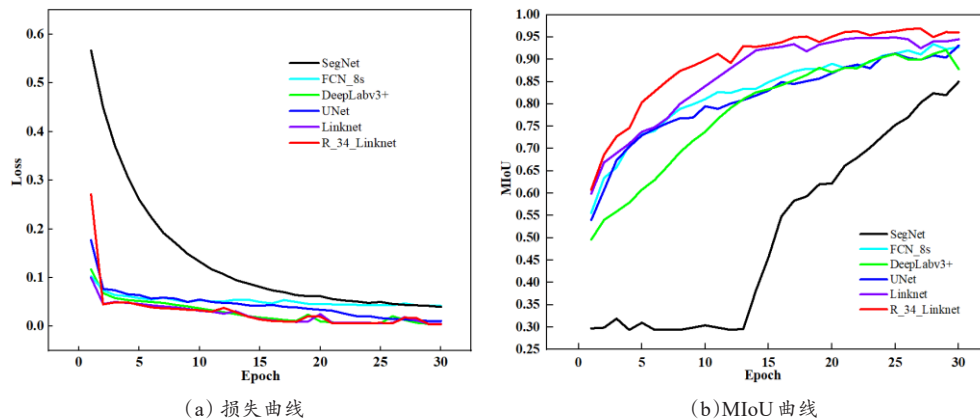 0.6
0.5
0.4
0.3
0.2
0.1
0.0
Loss
0
5
10
15
20
25
30
Epoch
SegNet
FCN_8s
DeepLabv3+
UNet
Linknet
R_34_Linknet
(a) 损失曲线
1.00
0.95
0.90
0.85
0.80
0.75
0.70
0.65
0.60
0.55
0.50
0.45
0.40
0.35
0.30
0.25
MIoU
0
5
10
15
20
25
30
Epoch
SegNet
FCN_8s
DeepLabv3+
UNet
Linknet
R_34_Linknet
(b)MIoU 曲线